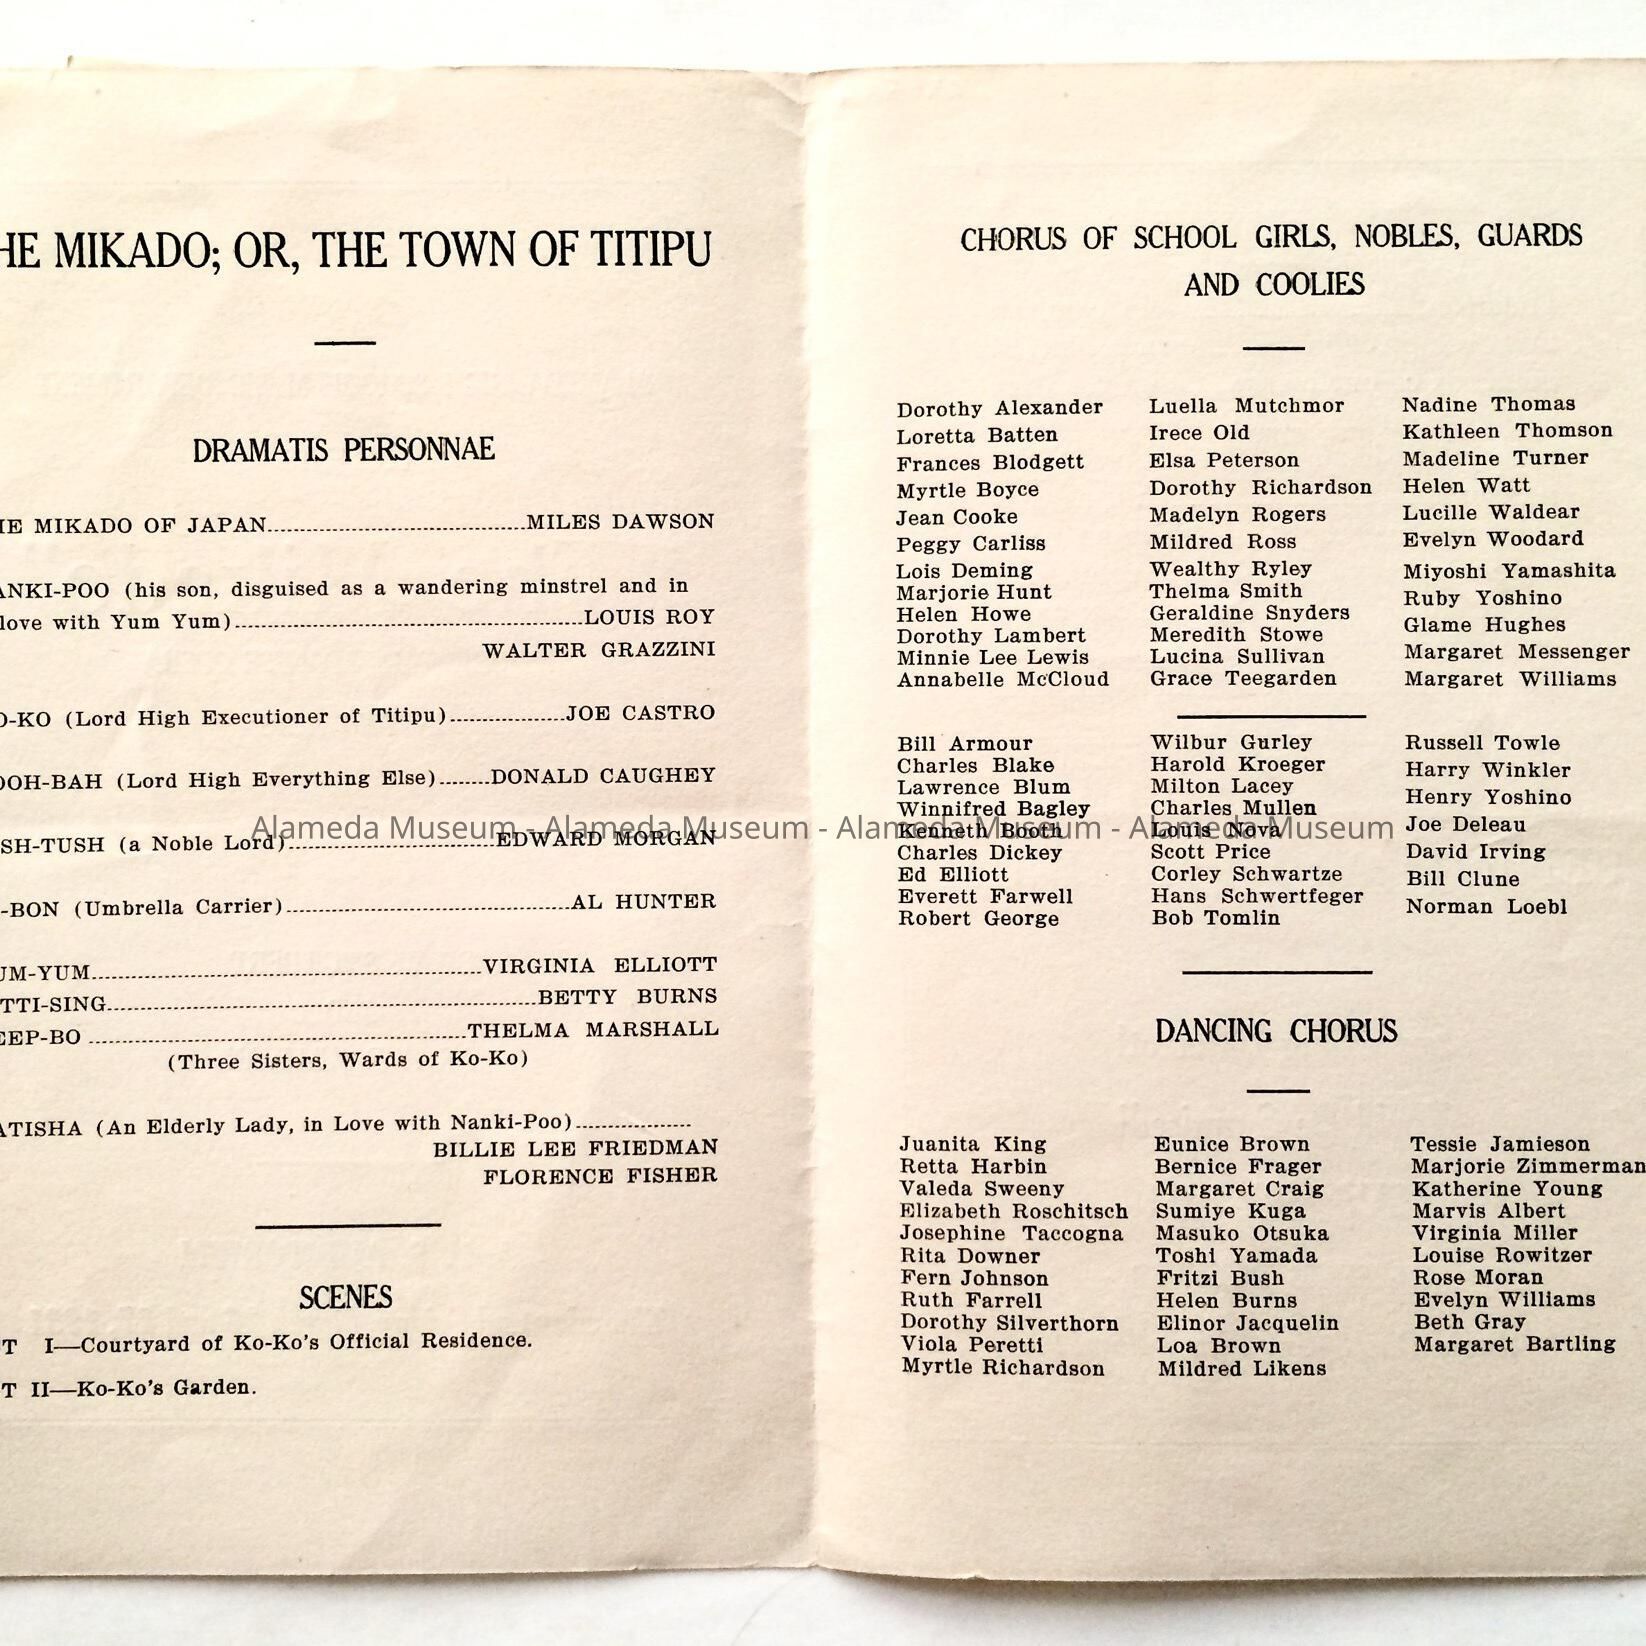 HE MIKADO; OR, THE TOWN OF TITIPU
DRAMATIS PERSONNAE
HE MIKADO OF JAPAN MILES DAWSON
ANKI-POO (his son, disguised as a wandering minstrel and in
love with Yum Yum) LOUIS ROY
WALTER GRAZZINI
O-KO (Lord High Executioner of Titipu) JOE CASTRO
OOH-BAH (Lord High Everything Else) DONALD CAUGHEY
SH-TUSH (a Noble Lord) EDWARD MORGAN
-BON (Umbrella Carrier) AL HUNTER
UM-YUM VIRGINIA ELLIOTT
TTI-SING BETTY BURNS
EEP-BO THELMA MARSHALL
(Three Sisters, Wards of Ko-Ko)
ATISHA (An Elderly Lady, in Love with Nanki-Poo)
BILLIE LEE FRIEDMAN
FLORENCE FISHER
SCENES
T I—Courtyard of Ko-Ko's Official Residence.
T II—Ko-Ko's Garden.
CHORUS OF SCHOOL GIRLS, NOBLES, GUARDS
AND COOLIES
Dorothy Alexander Luella Mutchmor Nadine Thomas
Loretta Batten Irece Old Kathleen Thomson
Frances Blodgett Elsa Peterson Madeline Turner
Myrtle Boyce Dorothy Richardson Helen Watt
Jean Cooke Madelyn Rogers Lucille Waldear
Peggy Carliss Mildred Ross Evelyn Woodard
Lois Deming Wealthy Ryley Miyoshi Yamashita
Marjorie Hunt Thelma Smith Ruby Yoshino
Helen Howe Geraldine Snyders Glame Hughes
Dorothy Lambert Meredith Stowe Margaret Messenger
Minnie Lee Lewis Lucina Sullivan Margaret Williams
Annabelle McCloud Grace Teegarden
Bill Armour Wilbur Gurley Russell Towle
Charles Blake Harold Kroeger Harry Winkler
Lawrence Blum Milton Lacey Henry Yoshino
Winnifred Bagley Charles Mullen Joe Deleau
Kenneth Booth Louis Nova David Irving
Charles Dickey Scott Price Bill Clune
Ed Elliott Corley Schwartze Norman Loebl
Everett Farwell Hans Schwertfeger
Robert George Bob Tomlin
DANCING CHORUS
Juanita King Eunice Brown Tessie Jamieson
Retta Harbin Bernice Frager Marjorie Zimmerman
Valeda Sweeny Margaret Craig Katherine Young
Elizabeth Roschitsch Sumiye Kuga Marvis Albert
Josephine Taccogna Masuko Otsuka Virginia Miller
Rita Downer Toshi Yamada Louise Rowitzer
Fern Johnson Fritzi Bush Rose Moran
Ruth Farrell Helen Burns Evelyn Williams
Dorothy Silverthorn Elinor Jacquelin Beth Gray
Viola Peretti Loa Brown Margaret Bartling
Myrtle Richardson Mildred Likens
Alameda Museum - Alameda Museum - Alameda Museum - Alameda Museum